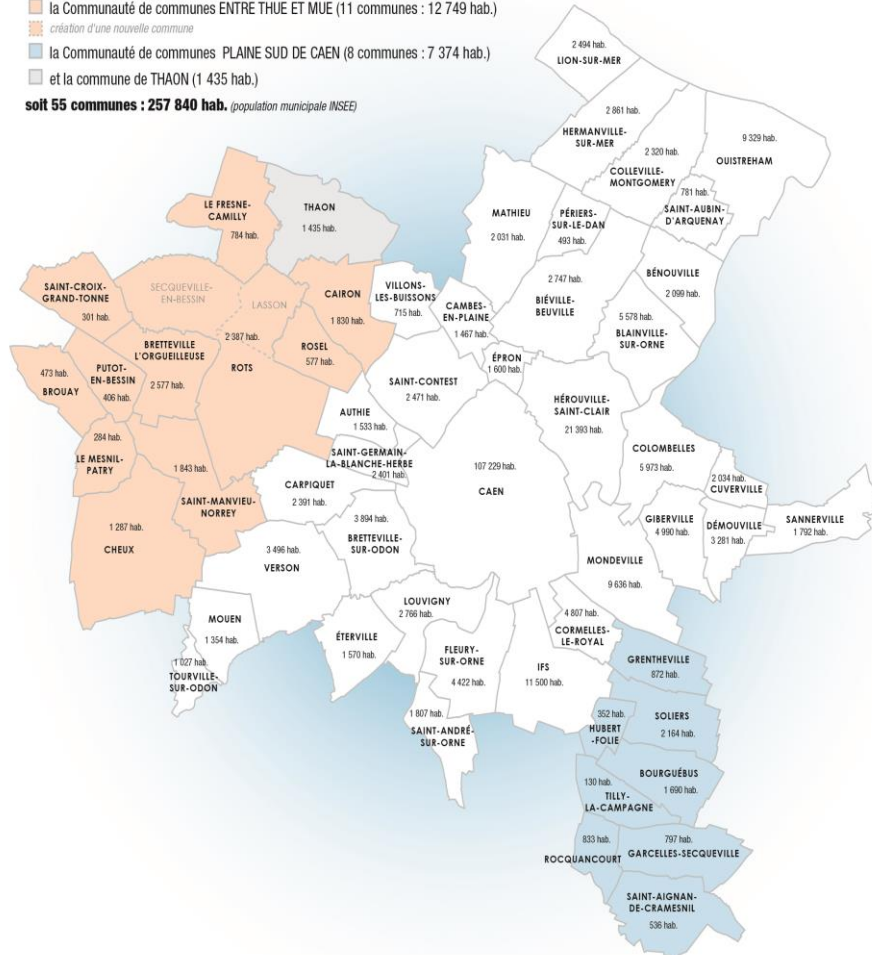 la Communauté de communes ENTRE THUE ET MUE (11 communes : 12 749 hab.)
création d'une nouvelle commune
la Communauté de communes PLAINE SUD DE CAEN (8 communes : 7 374 hab.)
et la commune de THAON (1 435 hab.)
soit 55 communes : 257 840 hab. (population municipale INSEE)
2 494 hab.
LION-SUR-MER
2 861 hab.
HERMANVILLE-
SUR-MER
2 320 hab.
COLLEVILLE-
MONTGOMERY
9 329 hab.
OUISTREHAM
781 hab.
SAINT-AUBIN-
D'ARQUENAY
LE FRESNE-
CAMILLY
784 hab.
THAON
1 435 hab.
MATHIEU
2 031 hab.
PÉRIERS-
SUR-LE-DAN
493 hab.
BÉNOUVILLE
2 099 hab.
SAINT-CROIX-
GRAND-TONNE
301 hab.
SECQUEVILLE-
EN-BESSIN
LASSON
CAIRON
1 830 hab.
VILLONS-
LES-BUISSONS
715 hab.
CAMBES-
EN-PLAINE
1 467 hab.
2 747 hab.
BIÉVILLE-
BEUVILLE
5 578 hab.
BLAINVILLE-
SUR-ORNE
2 387 hab.
ROTS
ROSEL
577 hab.
BRETTEVILLE
L'ORGUEILLEUSE
2 577 hab.
473 hab.
BROUAY
PUTOT-
EN-BESSIN
406 hab.
ÉPRON
1 600 hab.
SAINT-CONTEST
2 471 hab.
HÉROUVILLE-
SAINT-CLAIR
21 393 hab.
AUTHIE
1 533 hab.
284 hab.
LE MESNIL-
PATRY
1 843 hab.
SAINT-MANVIEU-
NORREY
SAINT-GERMAIN-
LA-BLANCHE-HERBE
2 401 hab.
CARPIQUET
2 391 hab.
107 229 hab.
CAEN
COLOMBELLES
5 973 hab.
2 034 hab.
CUVERVILLE
1 287 hab.
CHEUX
3 894 hab.
BRETTEVILLE-
SUR-ODON
GIBERVILLE
4 990 hab.
DÉMOUVILLE
3 281 hab.
SANNERVILLE
1 792 hab.
3 496 hab.
VERSON
MONDEVILLE
9 636 hab.
MOUEN
1 354 hab.
LOUVIGNY
2 766 hab.
4 807 hab.
CORMELLES-
LE-ROYAL
ÉTERVILLE
1 570 hab.
1 027 hab.
TOURVILLE-
SUR-ODON
FLEURY-
SUR-ORNE
4 422 hab.
IFS
11 500 hab.
GRENTHEVILLE
872 hab.
1 807 hab.
SAINT-ANDRÉ-
SUR-ORNE
352 hab.
HUBERT
-FOLIE
SOLIERS
2 164 hab.
BOURGUÉBUS
1 690 hab.
130 hab.
TILLY-
LA-CAMPAGNE
833 hab.
ROCQUANCOURT
797 hab.
GARCELLES-SECQUEVILLE
SAINT-AIGNAN-
DE-CRAMESNIL
536 hab.